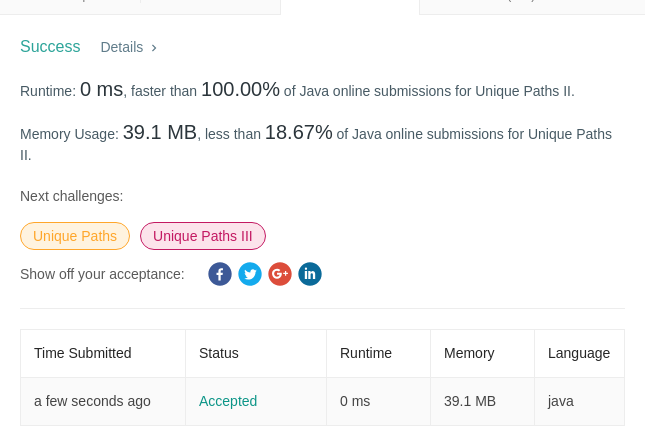 Success Details >
Runtime: 0 ms, faster than 100.00% of Java online submissions for Unique Paths II.
Memory Usage: 39.1 MB, less than 18.67% of Java online submissions for Unique Paths
II.
Next challenges:
Unique Paths Unique Paths III
Show off your acceptance:
Time Submitted Status Runtime Memory Language
a few seconds ago Accepted 0 ms 39.1 MB java